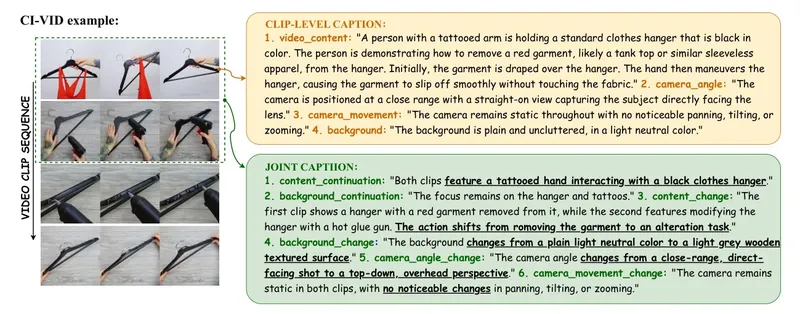 CI-VID example:
VIDEO CLIP SEQUENCE
CLIP-LEVEL CAPTION:
1. video_content: "A person with a tattooed arm is holding a standard clothes hanger that is black in
color. The person is demonstrating how to remove a red garment, likely a tank top or similar sleeveless
apparel, from the hanger. Initially, the garment is draped over the hanger. The hand then maneuvers the
hanger, causing the garment to slip off smoothly without touching the fabric." 2. camera_angle: "The
camera is positioned at a close range with a straight-on view capturing the subject directly facing the
lens." 3. camera_movement: "The camera remains static throughout with no noticeable panning, tilting, or
zooming." 4. background: "The background is plain and uncluttered, in a light neutral color."
JOINT CAPTIION:
1. content_continuation: "Both clips feature a tattooed hand interacting with a black clothes hanger."
2. background_continuation: "The focus remains on the hanger and tattoos." 3. content_change: "The
first clip shows a hanger with a red garment removed from it, while the second features modifying the
hanger with a hot glue gun. The action shifts from removing the garment to an alteration task."
4. background_change: "The background changes from a plain light neutral color to a light grey wooden
textured surface." 5. camera_angle_change: "The camera angle changes from a close-range, direct-
facing shot to a top-down, overhead perspective." 6. camera_movement_change: "The camera remains
static in both clips, with no noticeable changes in panning, tilting, or zooming."